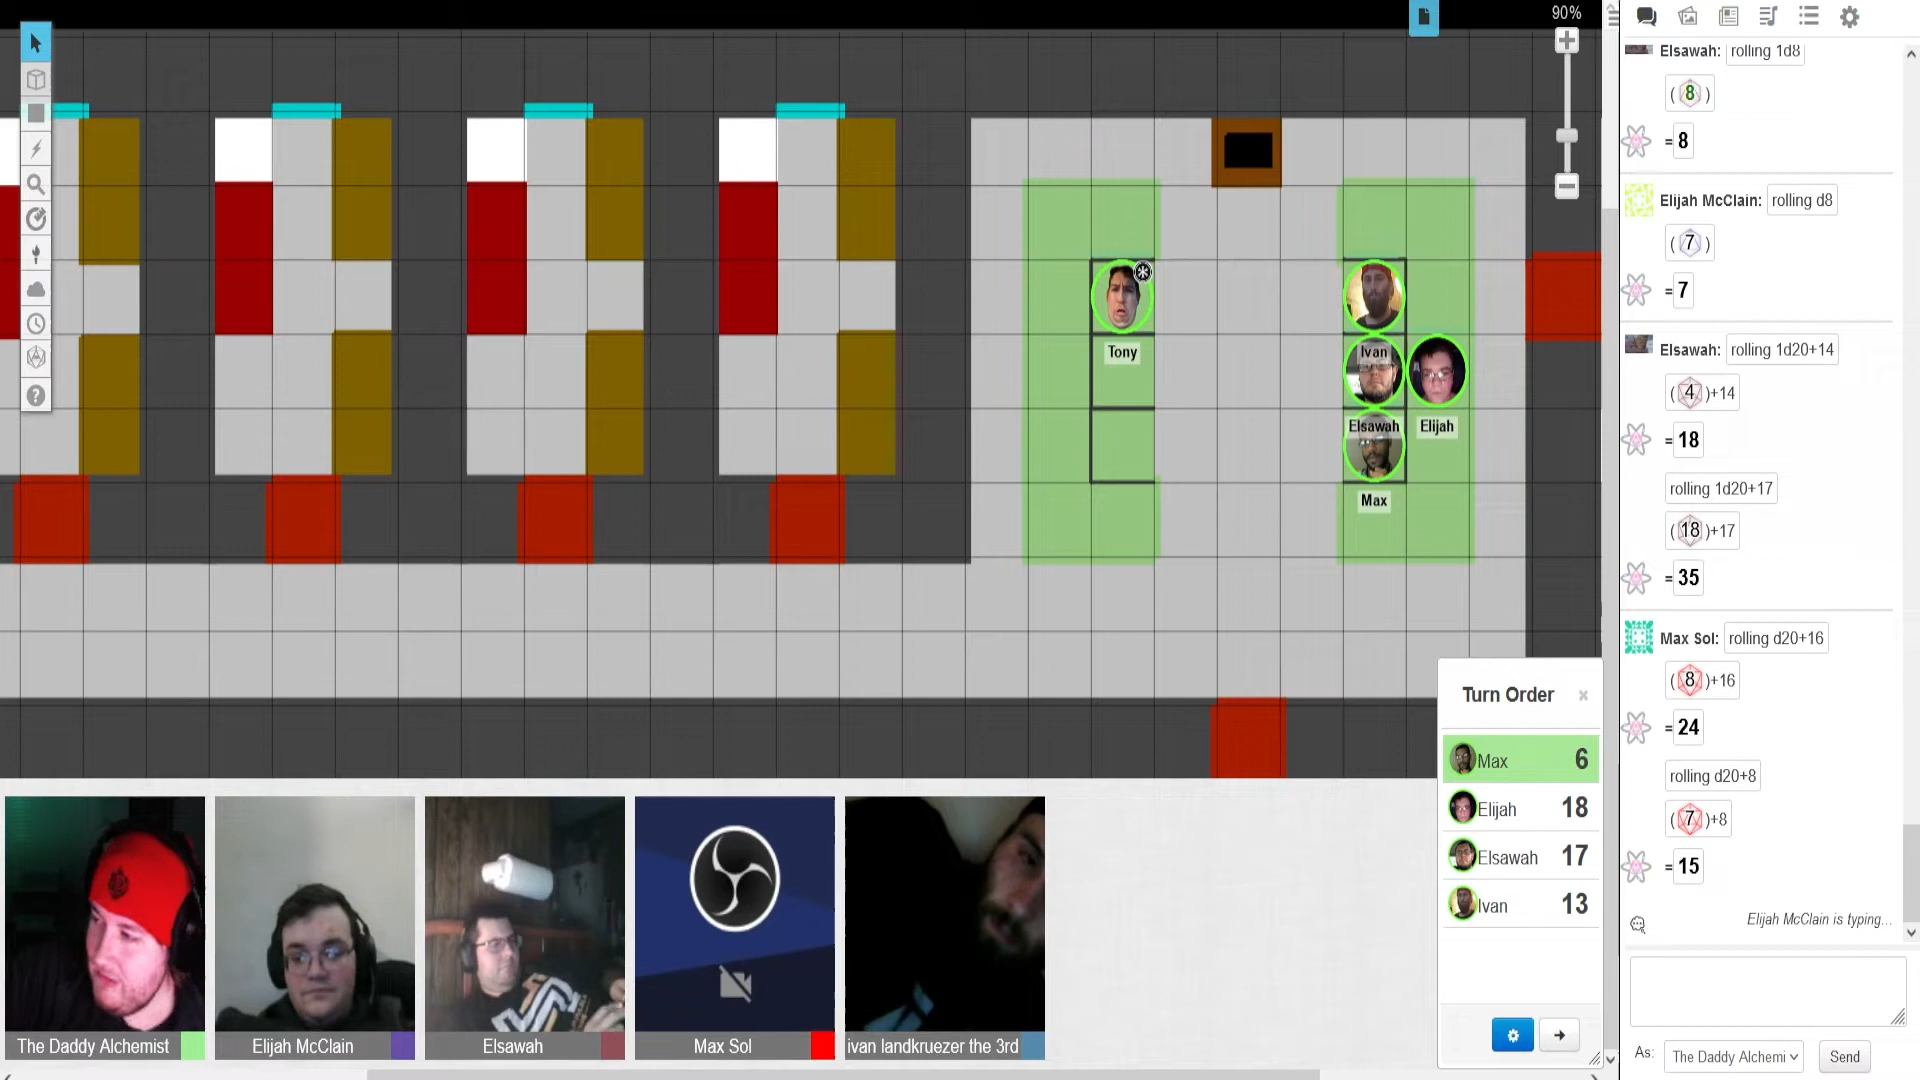 90%
Elsawah: rolling 1d8
(8)
=8
Elijah McClain: rolling d8
(7)
=7
Elsawah: rolling 1d20+14
(4)+14
=18
rolling 1d20+17
(18)+17
=35
Max Sol: rolling d20+16
(8)+16
=24
rolling d20+8
(7)+8
=15
Elijah McClain is typing...
As: The Daddy Alchemi
Send
Tony
Ivan
Elsawah
Elijah
Max
Turn Order ×
Max 6
Elijah 18
Elsawah 17
Ivan 13
The Daddy Alchemist
Elijah McClain
Elsawah
Max Sol
ivan landkruezer the 3rd